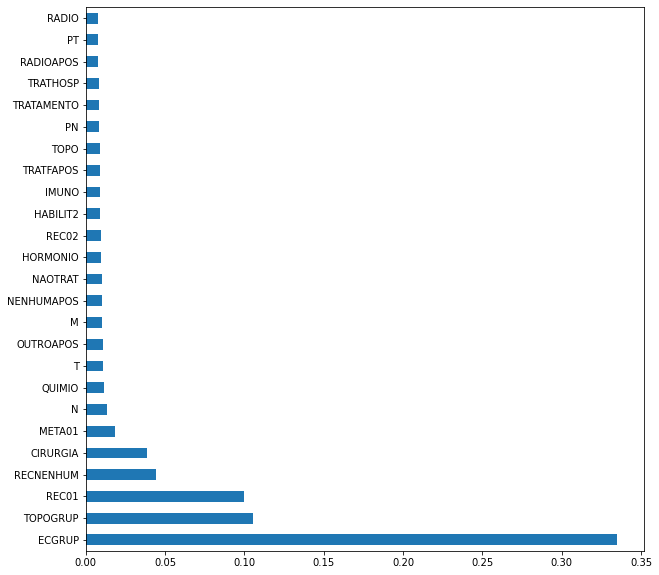 RADIO
PT
RADIOAPOS
TRATHOSP
TRATAMENTO
PN
TOPO
TRATFAPOS
IMUNO
HABILIT2
REC02
HORMONIO
NAOTRAT
NENHUMAPOS
M
OUTROAPOS
T
QUIMIO
N
META01
CIRURGIA
RECNENHUM
REC01
TOPOGRUP
ECGRUP
0.00 0.05 0.10 0.15 0.20 0.25 0.30 0.35